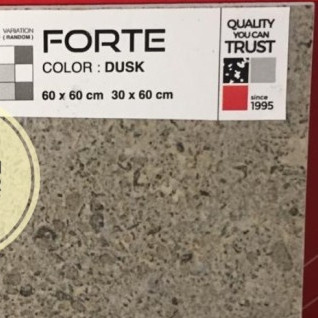 VARIATION
( RANDOM )
FORTE
COLOR : DUSK
60 x 60 cm 30 x 60 cm
QUALITY
YOU CAN
TRUST
since
1995